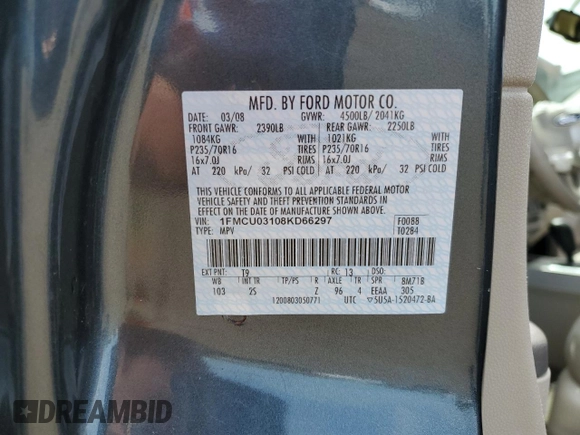 MFD. BY FORD MOTOR CO.
DATE: 03/08 GVWR: 4500LB/ 2041KG
FRONT GAWR: 2390LB REAR GAWR: 2250LB
1084KG WITH 1021KG WITH
P235/70R16 TIRES P235/70R16 TIRES
16x7.0J RIMS 16x7.0J RIMS
AT 220 kPa/ 32 PSI COLD AT 220 kPa/ 32 PSI COLD
THIS VEHICLE CONFORMS TO ALL APPLICABLE FEDERAL MOTOR
VEHICLE SAFETY AND THEFT PREVENTION STANDARDS IN
EFFECT ON THE DATE OF MANUFACTURE SHOWN ABOVE.
VIN: 1FMCU03108KD66297 F0088
TYPE: MPV T0284
EXT PNT: T9 RC: 13 DSO:
WB INT TR TP/PS R AXLE TR SPR BM71B
103 2S Z 96 4 EEAA 305
1200803050771 UTC ▽5U5A-1520472-BA
DREAMBID